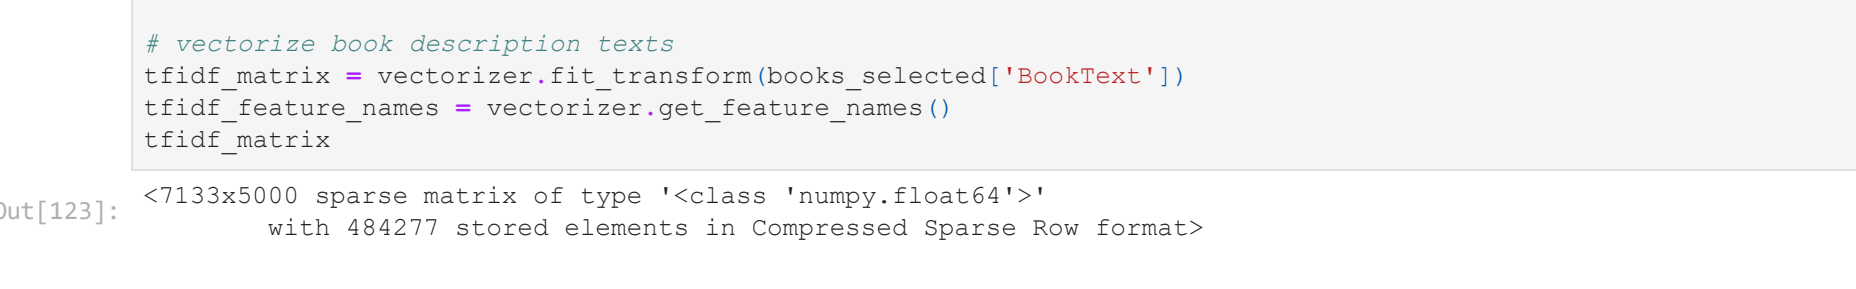 # vectorize book description texts
tfidf_matrix = vectorizer.fit_transform(books_selected['BookText'])
tfidf_feature_names = vectorizer.get_feature_names()
tfidf_matrix
Out[123]:
<7133x5000 sparse matrix of type '<class 'numpy.float64'>'
with 484277 stored elements in Compressed Sparse Row format>